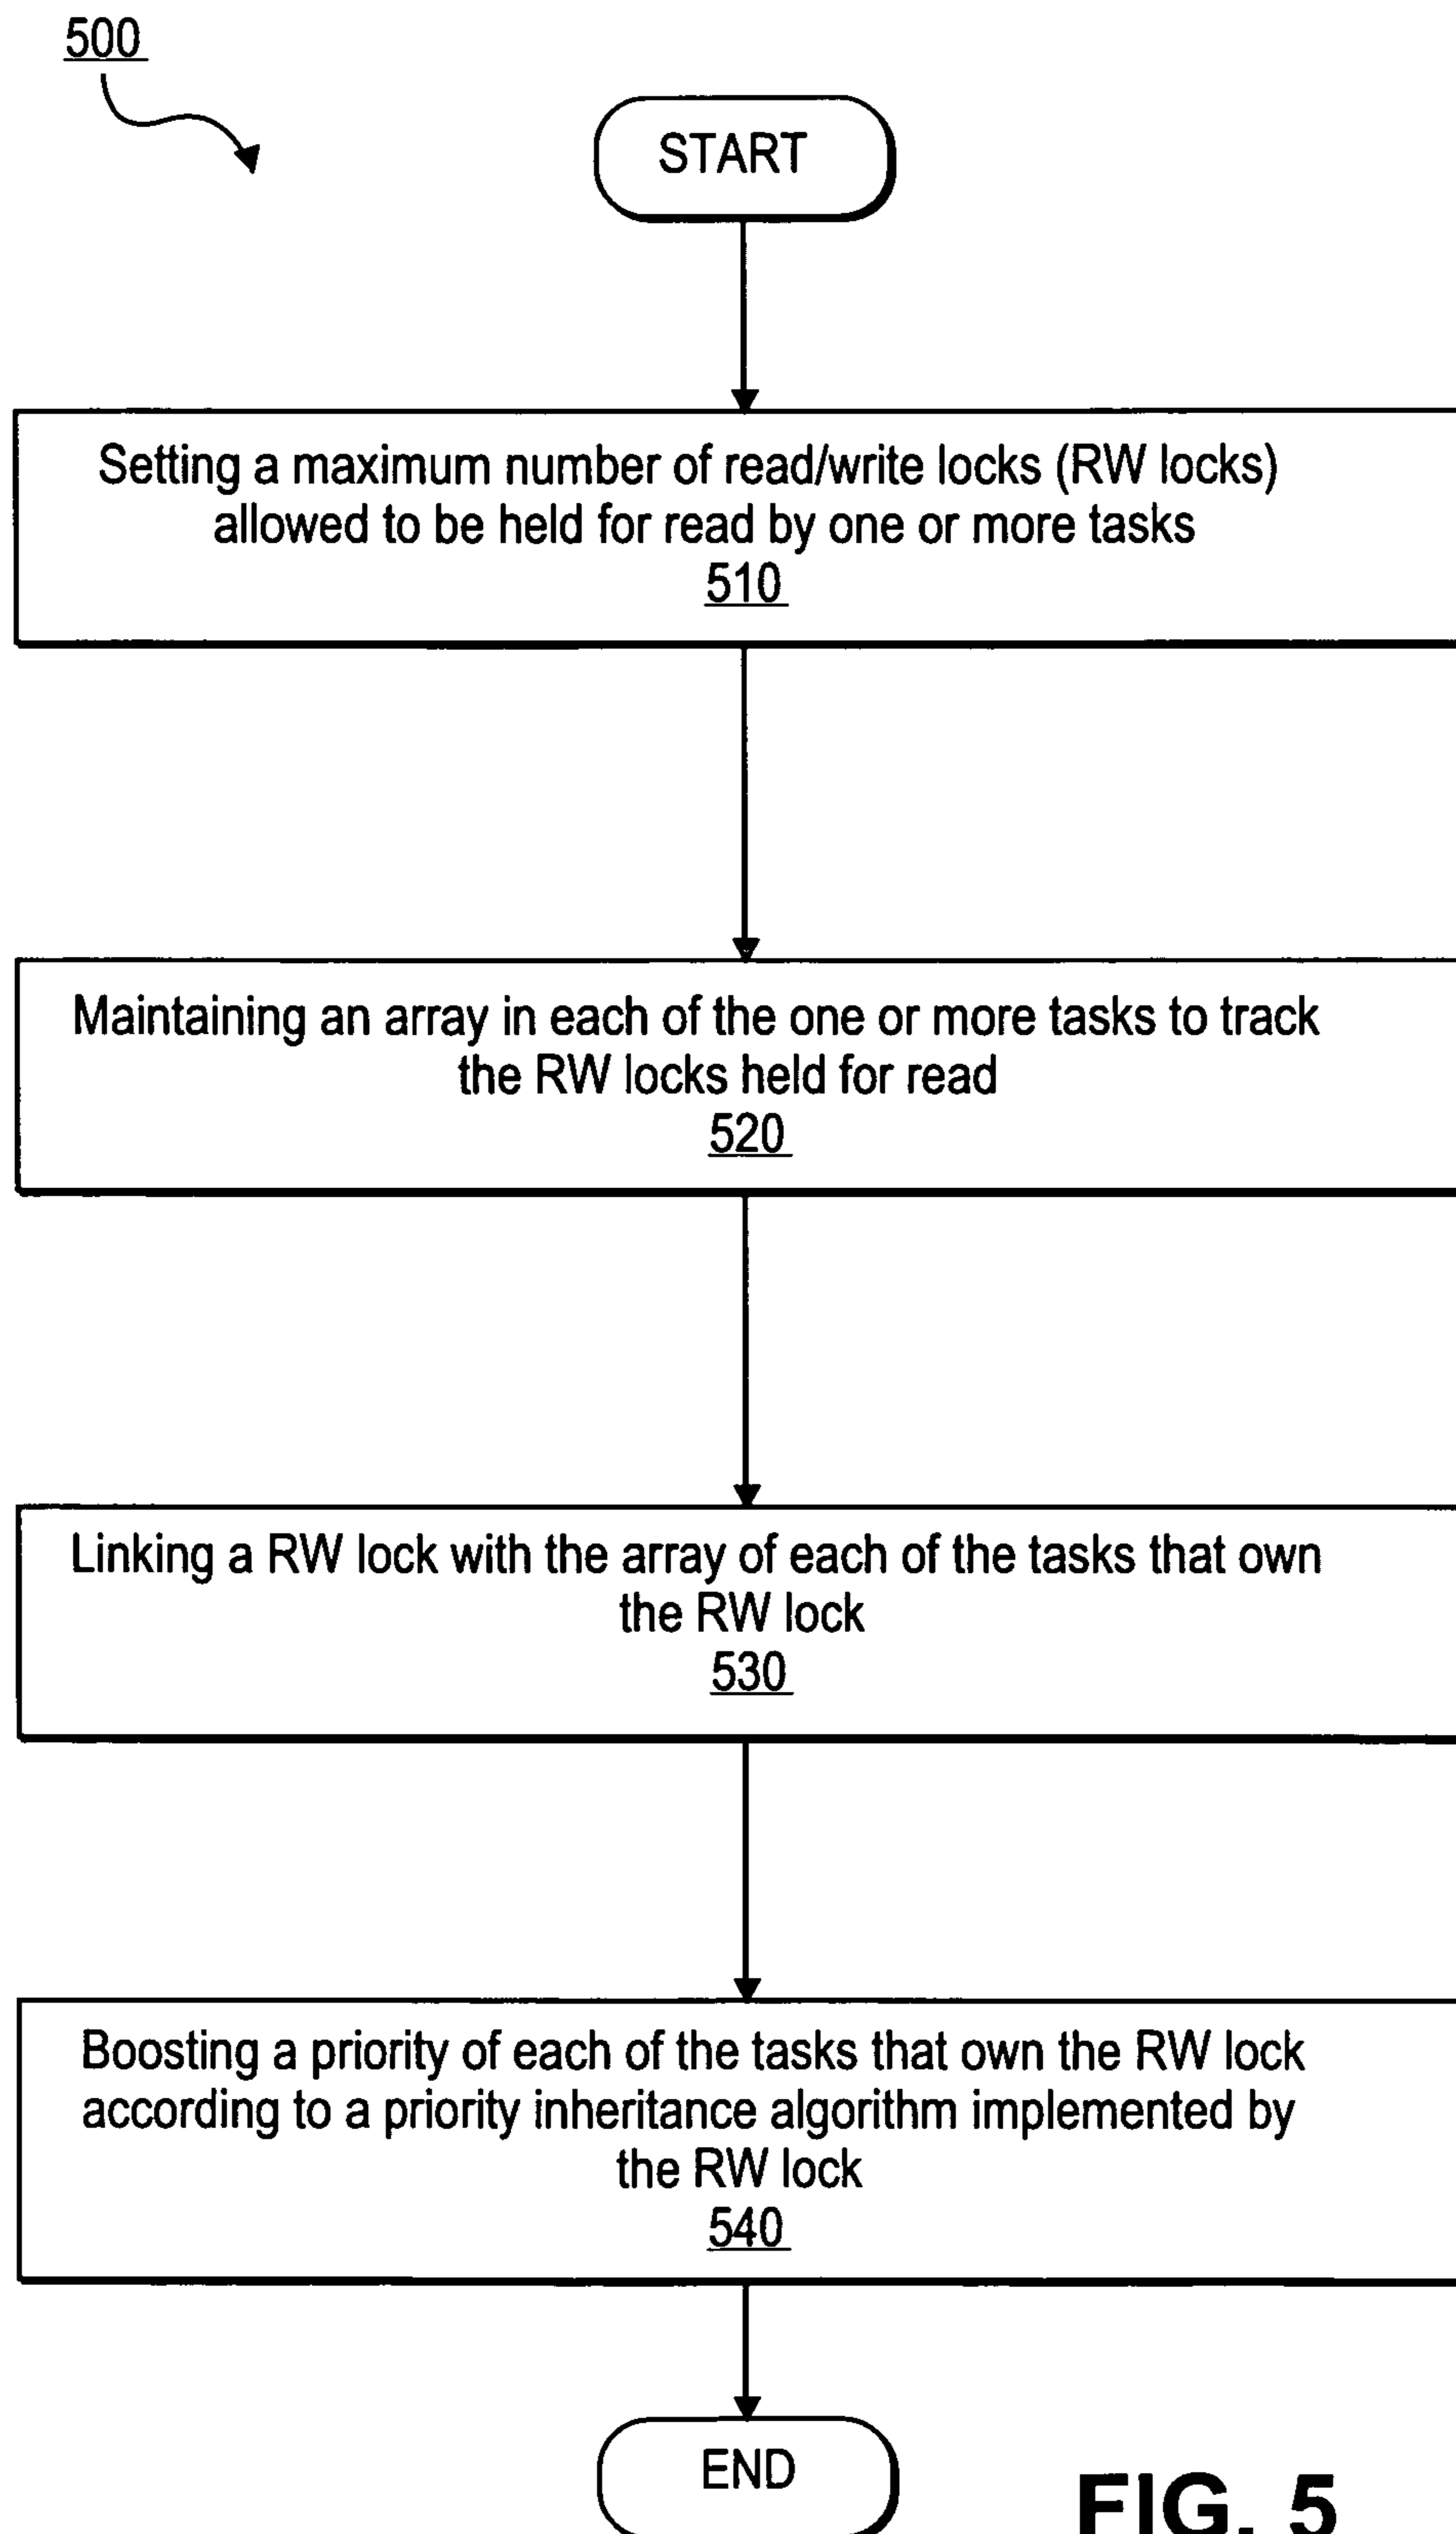 500
START
Setting a maximum number of read/write locks (RW locks)
allowed to be held for read by one or more tasks
510
Maintaining an array in each of the one or more tasks to track
the RW locks held for read
520
Linking a RW lock with the array of each of the tasks that own
the RW lock
530
Boosting a priority of each of the tasks that own the RW lock
according to a priority inheritance algorithm implemented by
the RW lock
540
END
FIG. 5